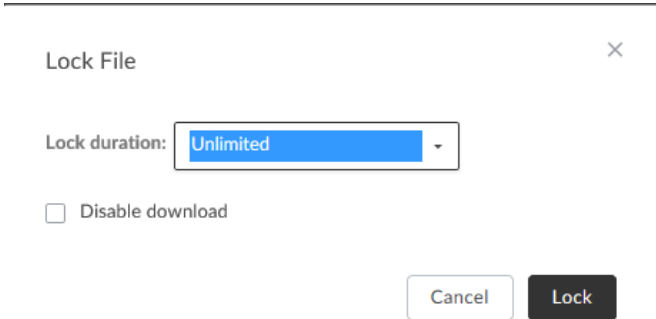 Lock File
Lock duration: Unlimited
Disable download
Cancel Lock